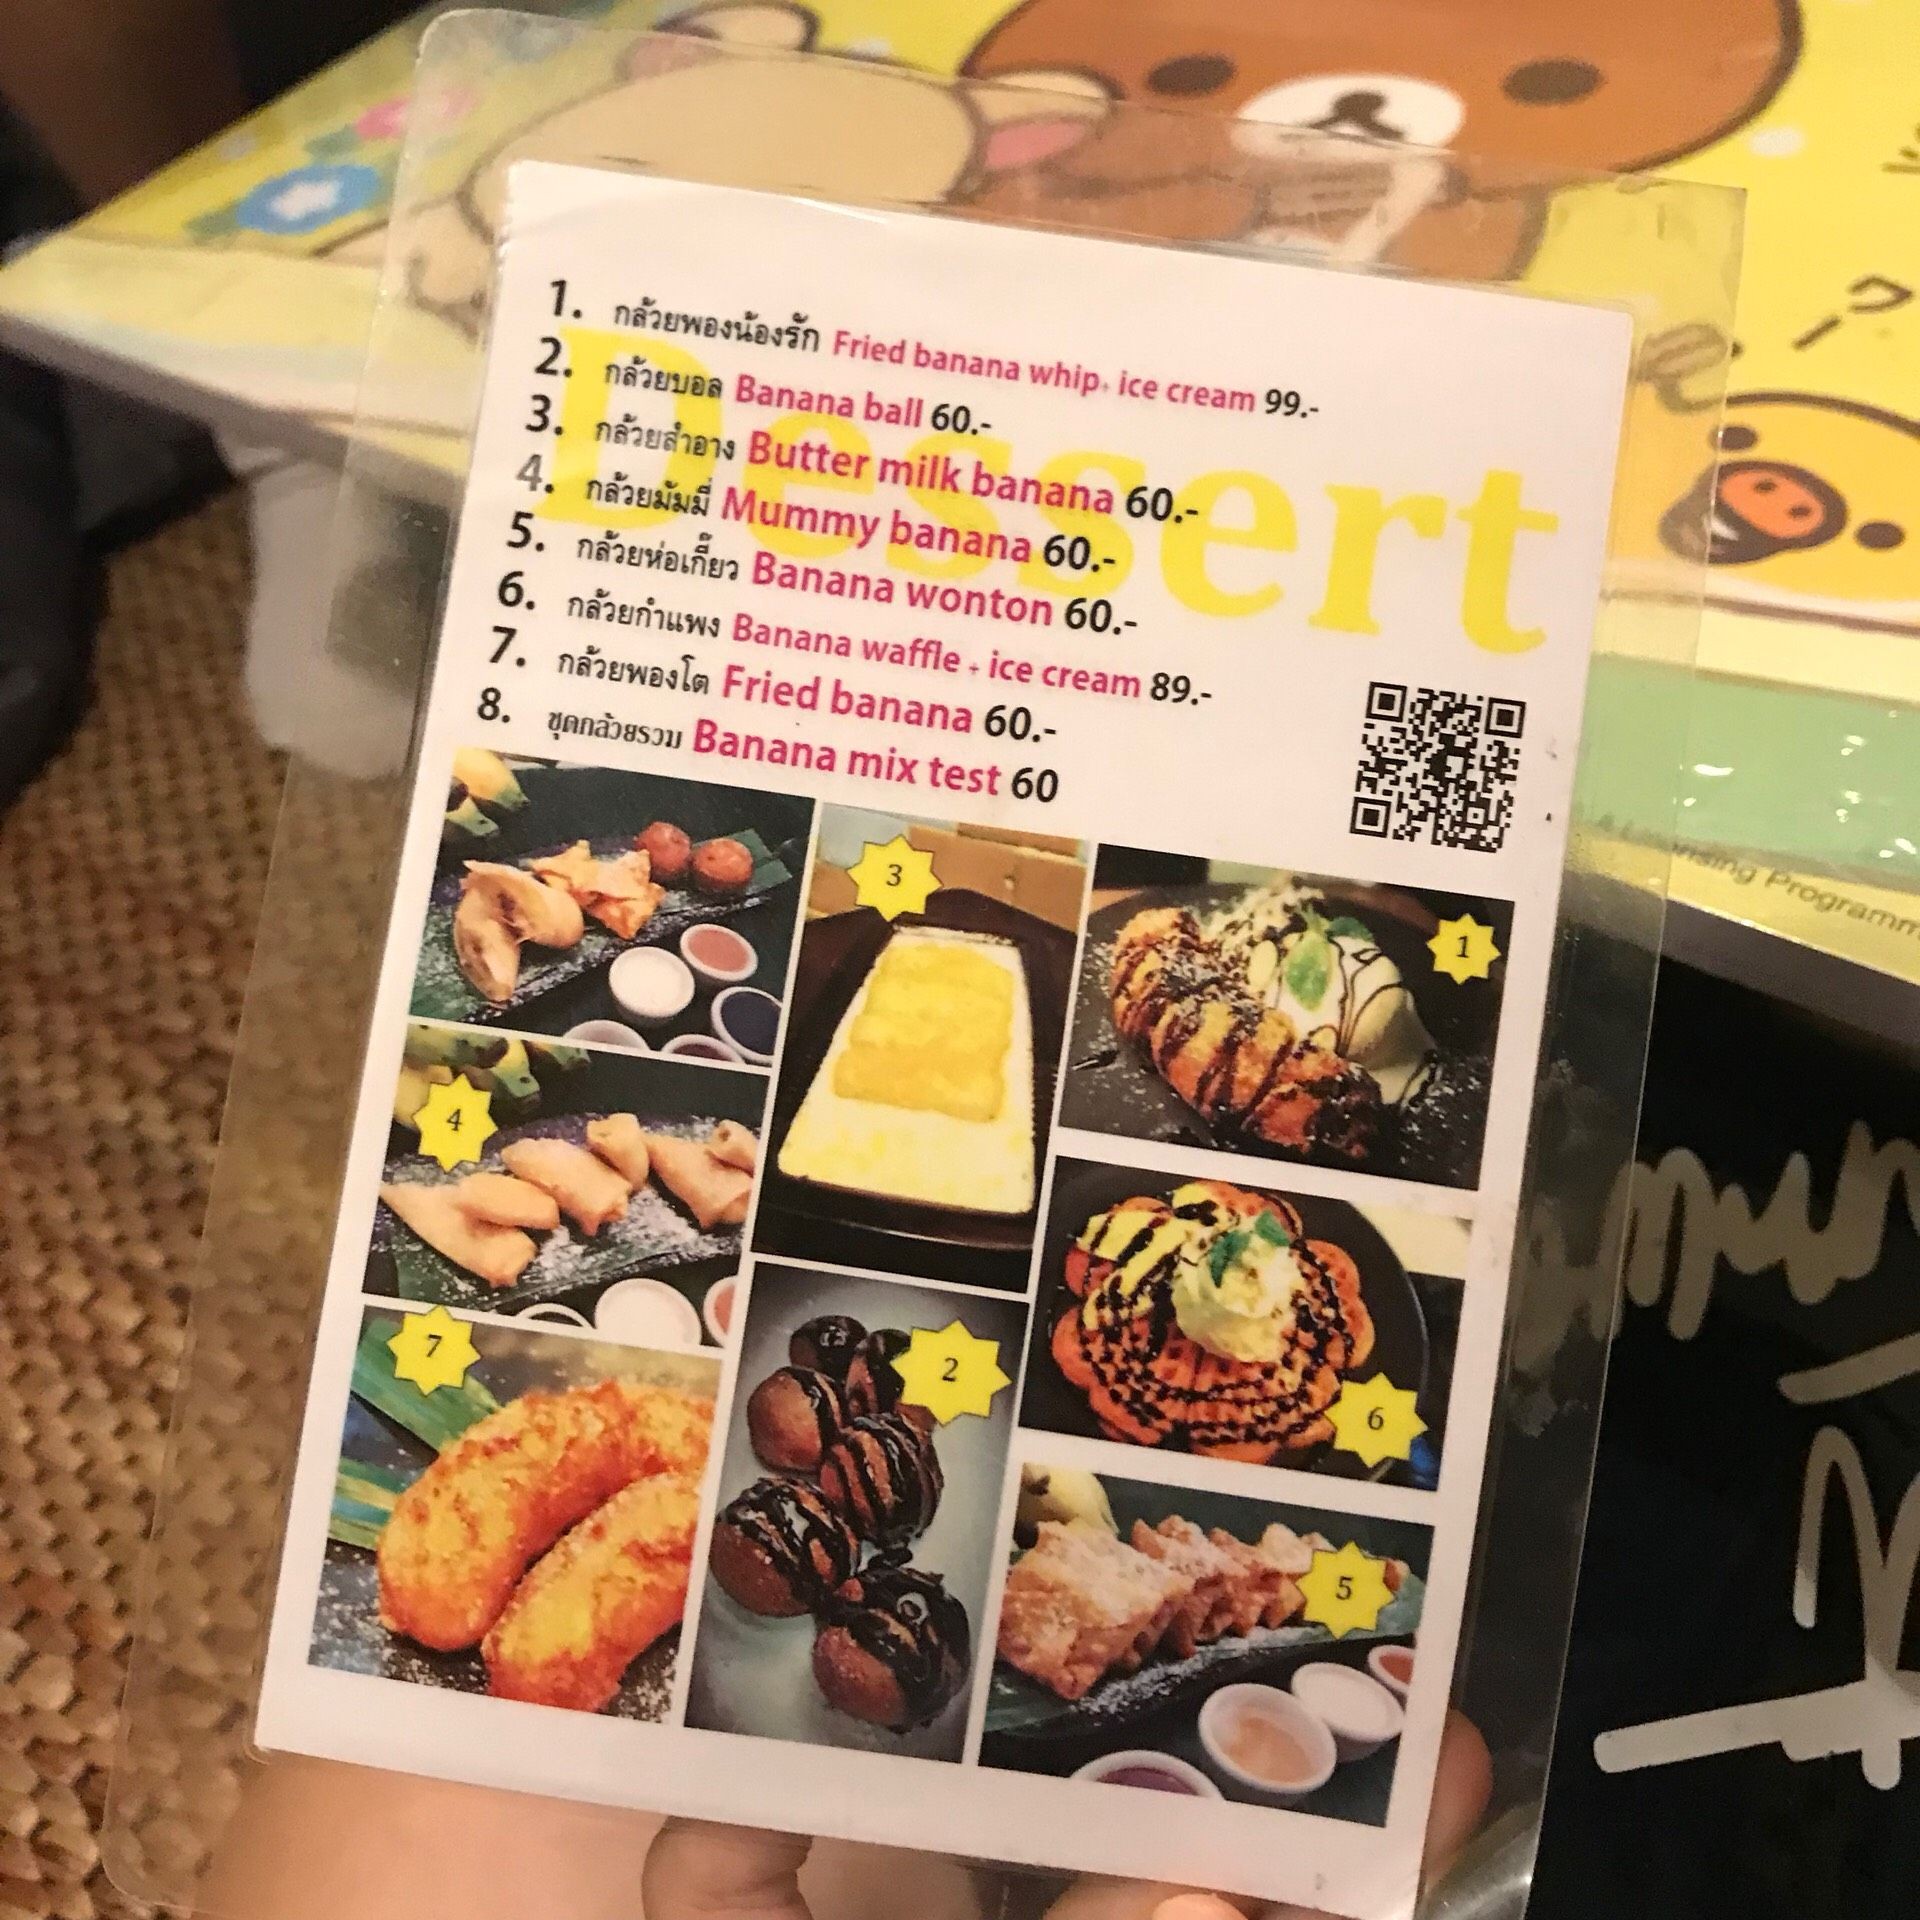 Dessert
1. กล้วยพองน้องรัก Fried banana whip+ ice cream 99.-
2. กล้วยบอล Banana ball 60.-
3. กล้วยสำอาง Butter milk banana 60.-
4. กล้วยมัมมี่ Mummy banana 60.-
5. กล้วยห่อเกี๊ยว Banana wonton 60.-
6. กล้วยกำแพง Banana waffle + ice cream 89.-
7. กล้วยพองโต Fried banana 60.-
8. ชุดกล้วยรวม Banana mix test 60
3
1
4
7
2
6
5
Programm